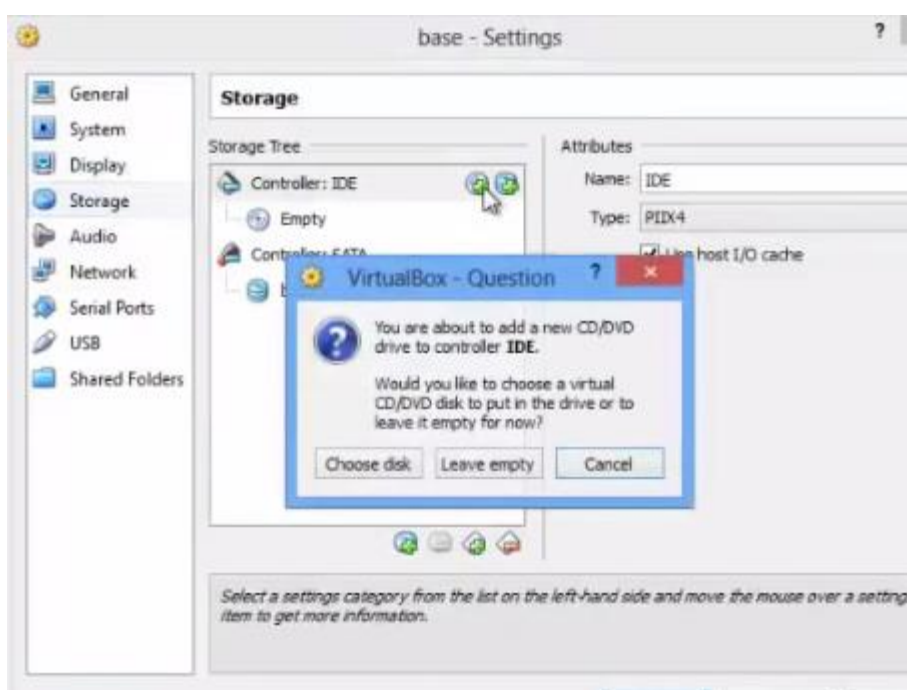 base - Settings
?
General
System
Display
Storage
Audio
Network
Serial Ports
USB
Shared Folders
Storage
Storage Tree
Controller: IDE
Empty
Controller: SATA
Attributes
Name: IDE
Type: PIIX4
Use host I/O cache
VirtualBox - Question ?
You are about to add a new CD/DVD
drive to controller IDE.
Would you like to choose a virtual
CD/DVD disk to put in the drive or to
leave it empty for now?
Choose disk
Leave empty
Cancel
Select a settings category from the list on the left-hand side and move the mouse over a setting
item to get more information.